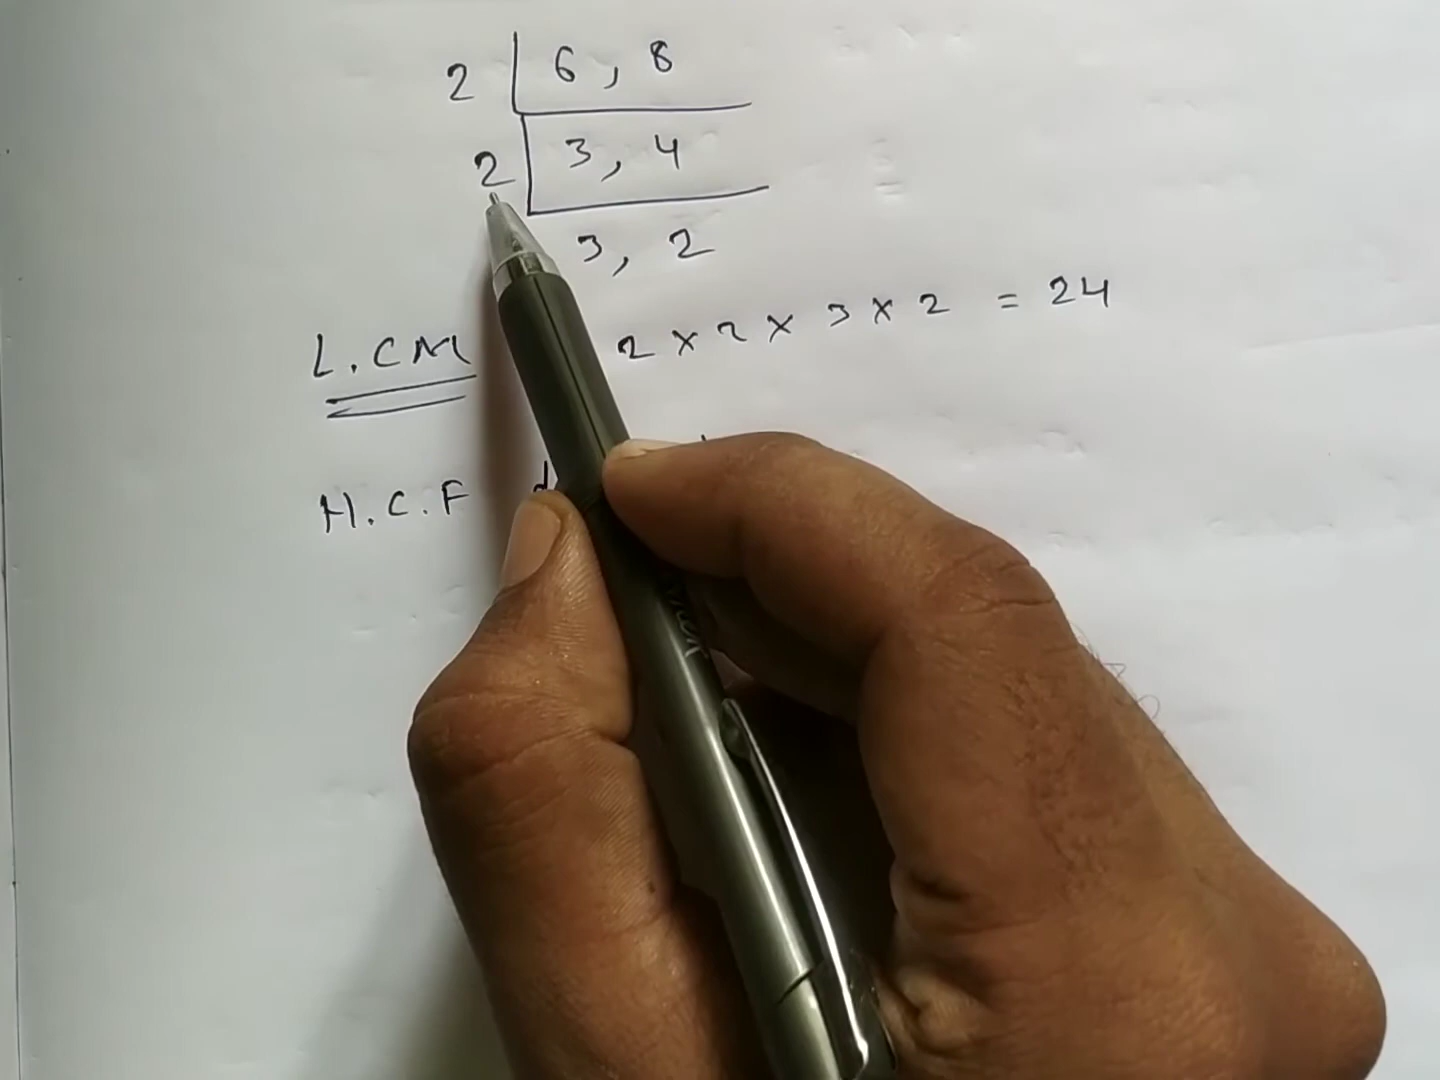 2 6, 8
2 3, 4
3, 2
L.CM 2 × 2 × 3 × 2 = 24
H.C.F